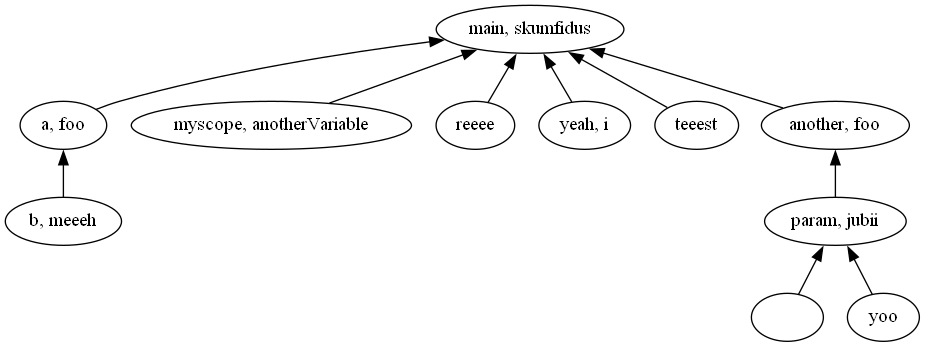 main, skumfidus
a, foo
myscope, anotherVariable
reeee
yeah, i
teeest
another, foo
b, meeeh
param, jubii
yoo